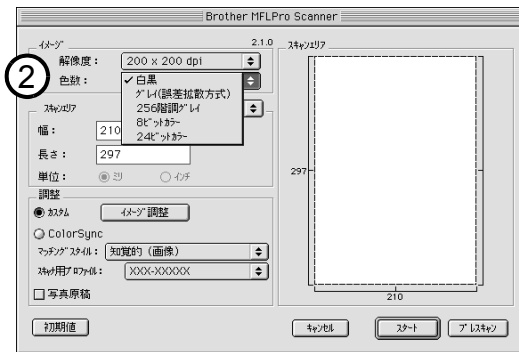 Brother MFLPro Scanner
イメージ 2.1.0
解像度： 200 x 200 dpi
② 色数： ✓白黒
グレイ(誤差拡散方式)
256階調グレイ
8ビットカラー
24ビットカラー
スキャンエリア
幅： 210
長さ： 297
単位： ミリ インチ
調整
カスタム イメージ調整
ColorSync
マッチングスタイル： 知覚的（画像）
スキャナ用プロファイル： XXX-XXXXX
写真原稿
初期値
スキャンエリア
297
210
キャンセル スタート プレスキャン